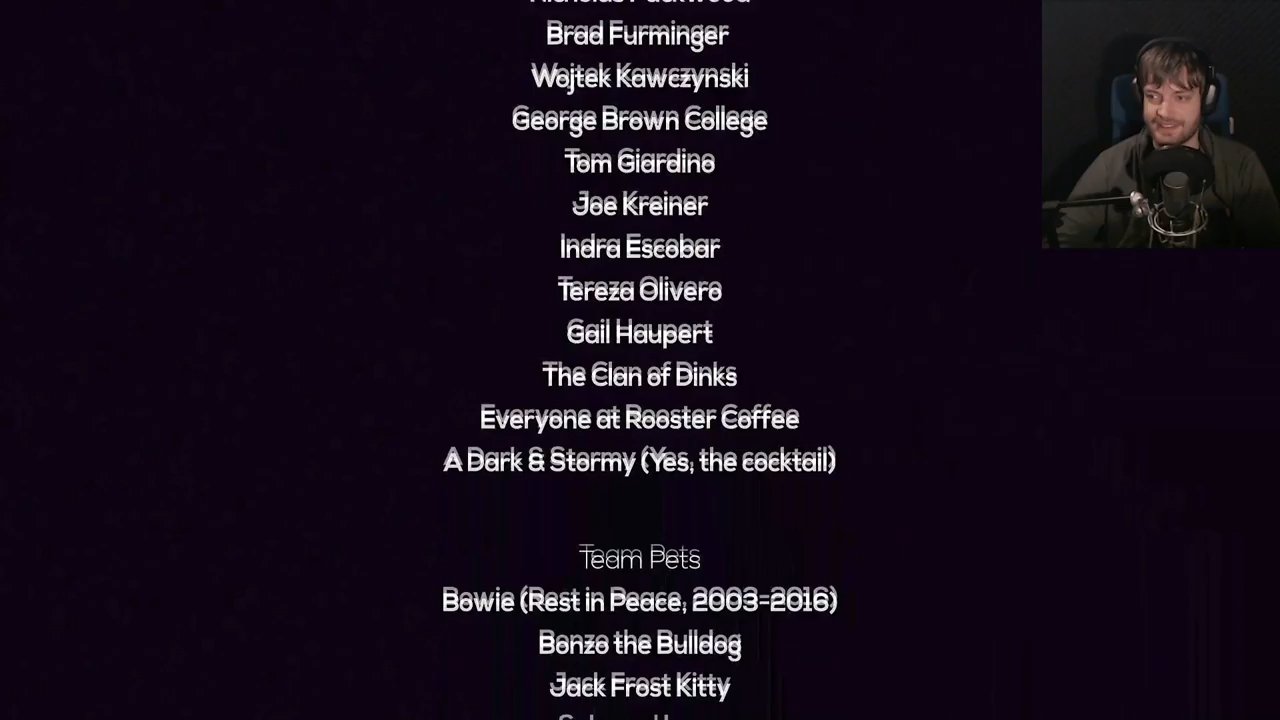 Brad Furminger
Wojtek Kawczynski
George Brown College
Tom Giardino
Joe Kreiner
Indra Escobar
Tereza Olivero
Gail Haupert
The Clan of Dinks
Everyone at Rooster Coffee
A Dark & Stormy (Yes, the cocktail)
Team Pets
Bowie (Rest in Peace, 2003-2016)
Bonzo the Bulldog
Jack Frost Kitty